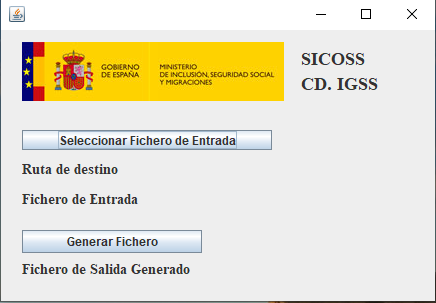 GOBIERNO
DE ESPAÑA
MINISTERIO
DE INCLUSIÓN, SEGURIDAD SOCIAL
Y MIGRACIONES
SICOSS
CD. IGSS
Seleccionar Fichero de Entrada
Ruta de destino
Fichero de Entrada
Generar Fichero
Fichero de Salida Generado